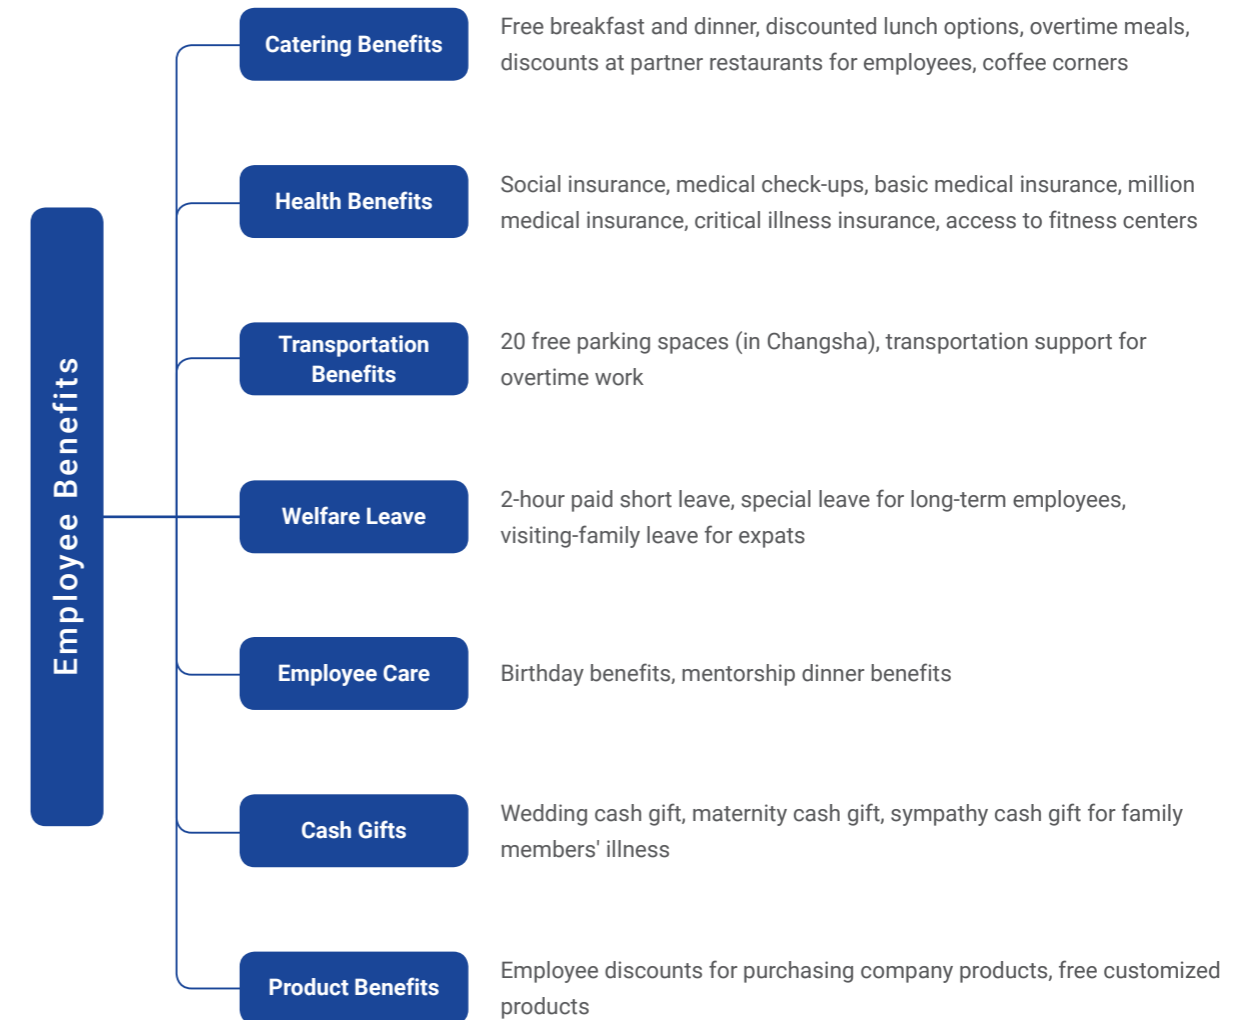 Employee Benefits
Catering Benefits
Free breakfast and dinner, discounted lunch options, overtime meals,
discounts at partner restaurants for employees, coffee corners
Health Benefits
Social insurance, medical check-ups, basic medical insurance, million
medical insurance, critical illness insurance, access to fitness centers
Transportation
Benefits
20 free parking spaces (in Changsha), transportation support for
overtime work
Welfare Leave
2-hour paid short leave, special leave for long-term employees,
visiting-family leave for expats
Employee Care
Birthday benefits, mentorship dinner benefits
Cash Gifts
Wedding cash gift, maternity cash gift, sympathy cash gift for family
members' illness
Product Benefits
Employee discounts for purchasing company products, free customized
products